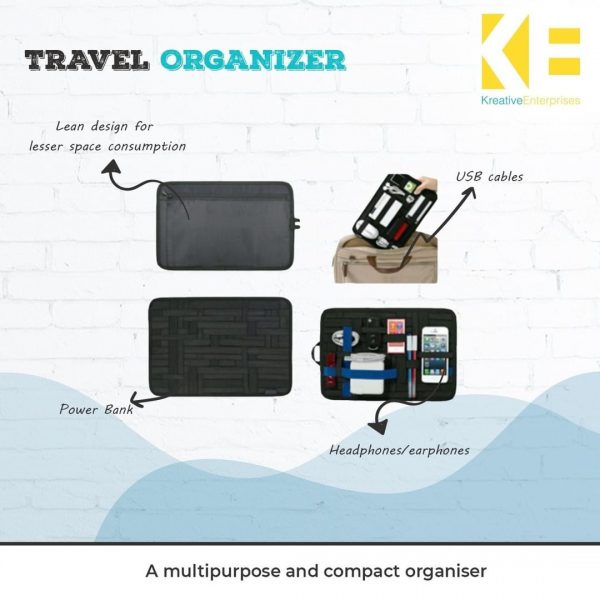 TRAVEL ORGANIZER
KE
KreativeEnterprises
Lean design for
lesser space consumption
USB cables
Power Bank
Headphones/earphones
A multipurpose and compact organiser